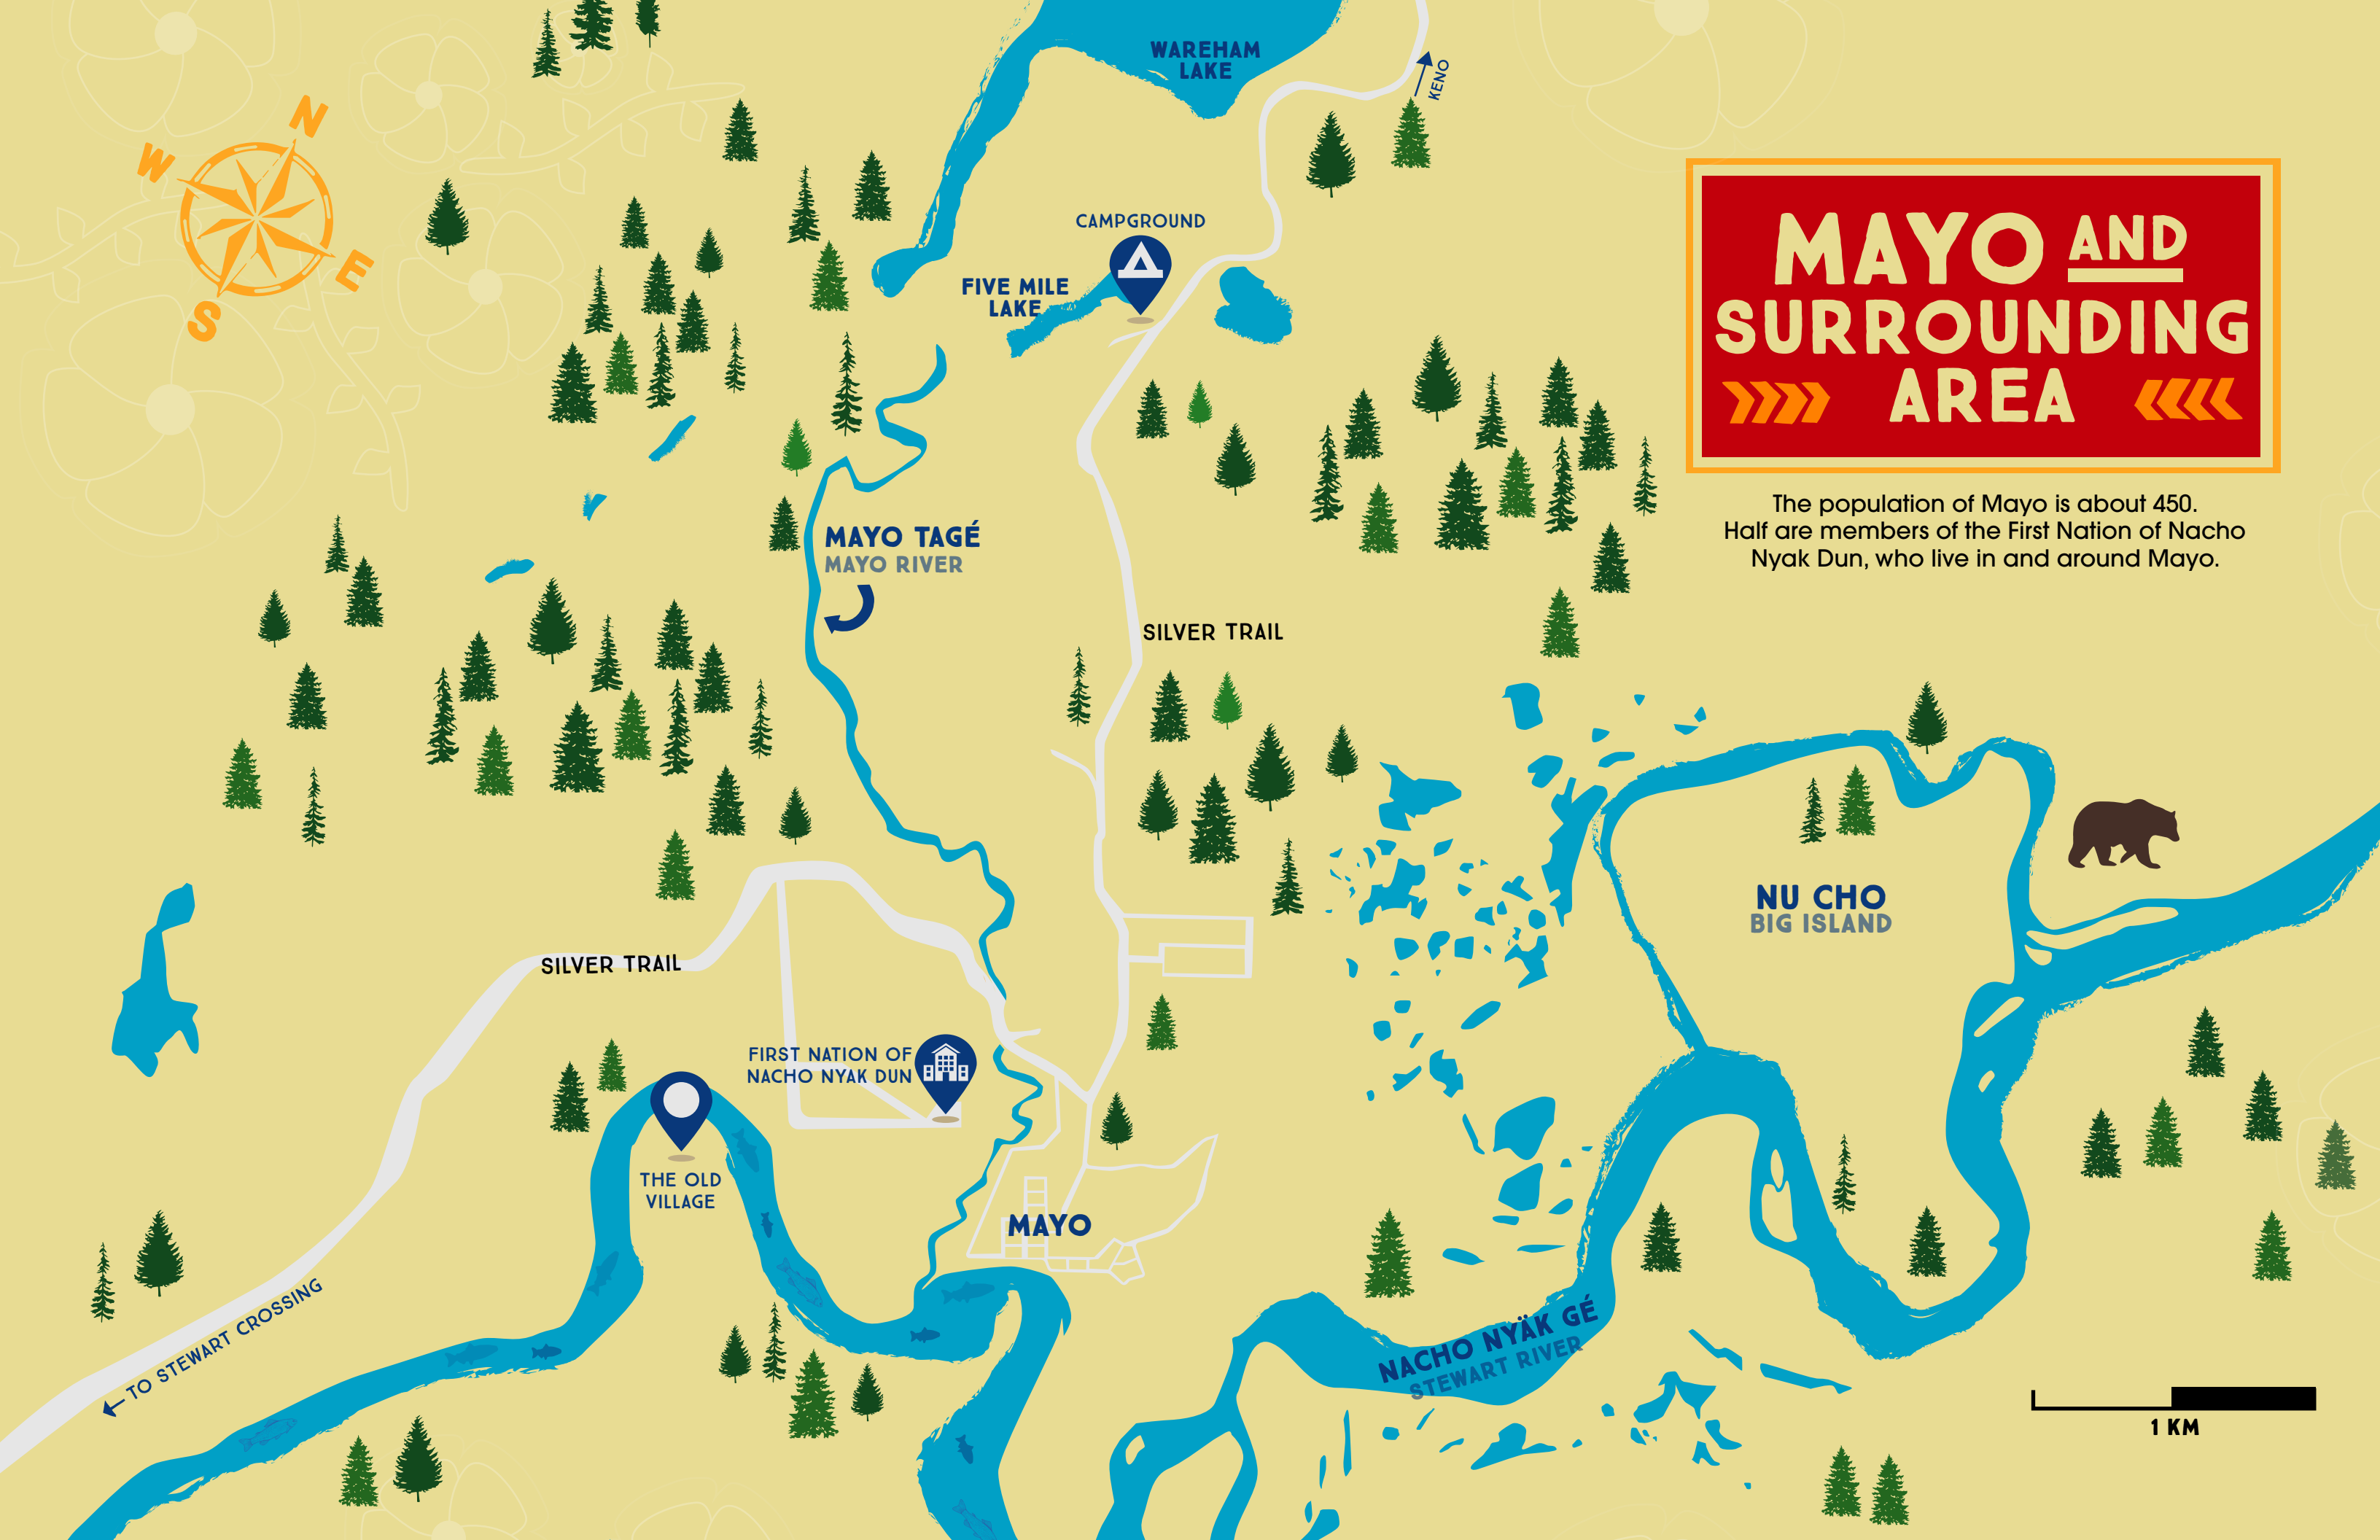 WAREHAM
LAKE
KENO
N
W
E
S
CAMPGROUND
FIVE MILE
LAKE
MAYO AND
SURROUNDING
AREA
The population of Mayo is about 450.
Half are members of the First Nation of Nacho
Nyak Dun, who live in and around Mayo.
MAYO TAGÉ
MAYO RIVER
SILVER TRAIL
NU CHO
BIG ISLAND
SILVER TRAIL
FIRST NATION OF
NACHO NYAK DUN
THE OLD
VILLAGE
MAYO
TO STEWART CROSSING
NACHO NYÄK GÉ
STEWART RIVER
1 KM